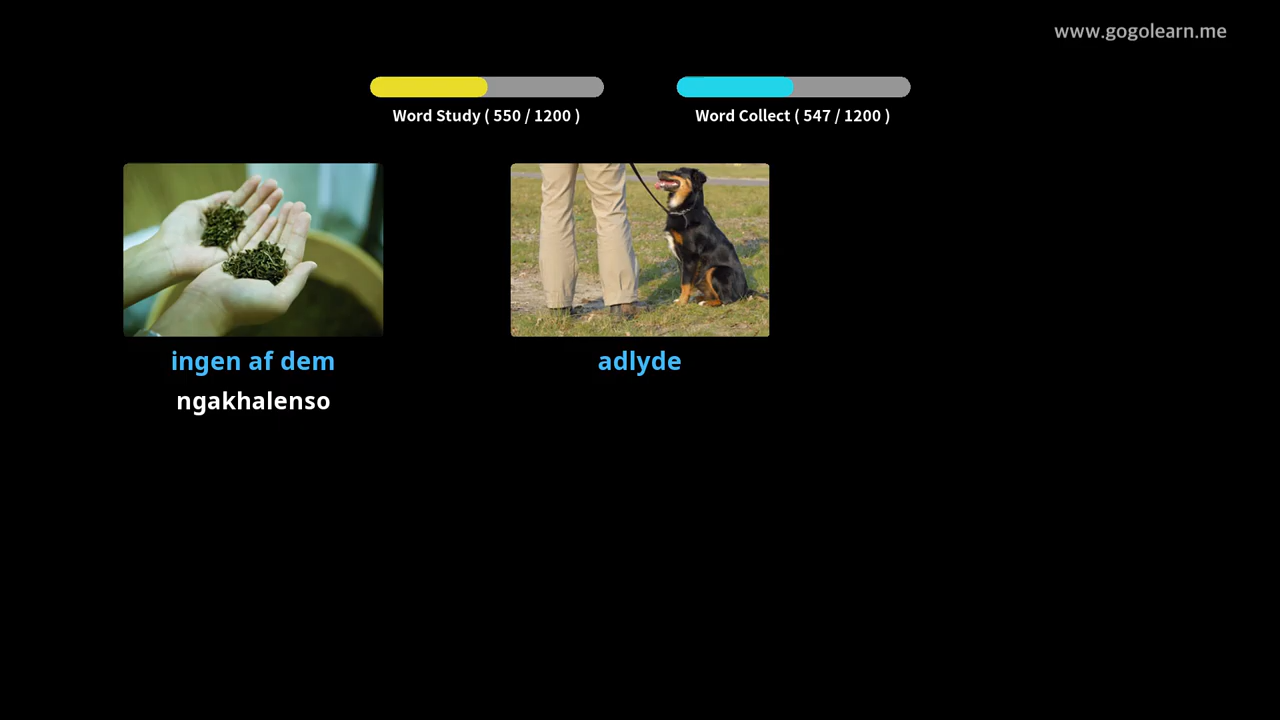 www.gogolearn.me
Word Study ( 550 / 1200 )
Word Collect ( 547 / 1200 )
ingen af dem
ngakhalenso
adlyde